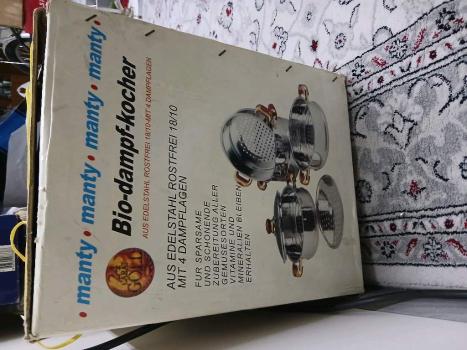 • manty • manty • manty • manty •
Bio-dampf-kocher
AUS EDELSTAHL ROSTFREI 18/10-MIT 4 DAMPFLAGEN
GOLD
AUS EDELSTAHL ROSTFREI 18/10
MIT 4 DAMPFLAGEN
FÜR SPARSAME
UND SCHONENDE
ZUBEREITUNG ALLER
GEMÜSESORTEN
VITAMINE UND
MINERALIEN BLEIBEN
ERHALTEN